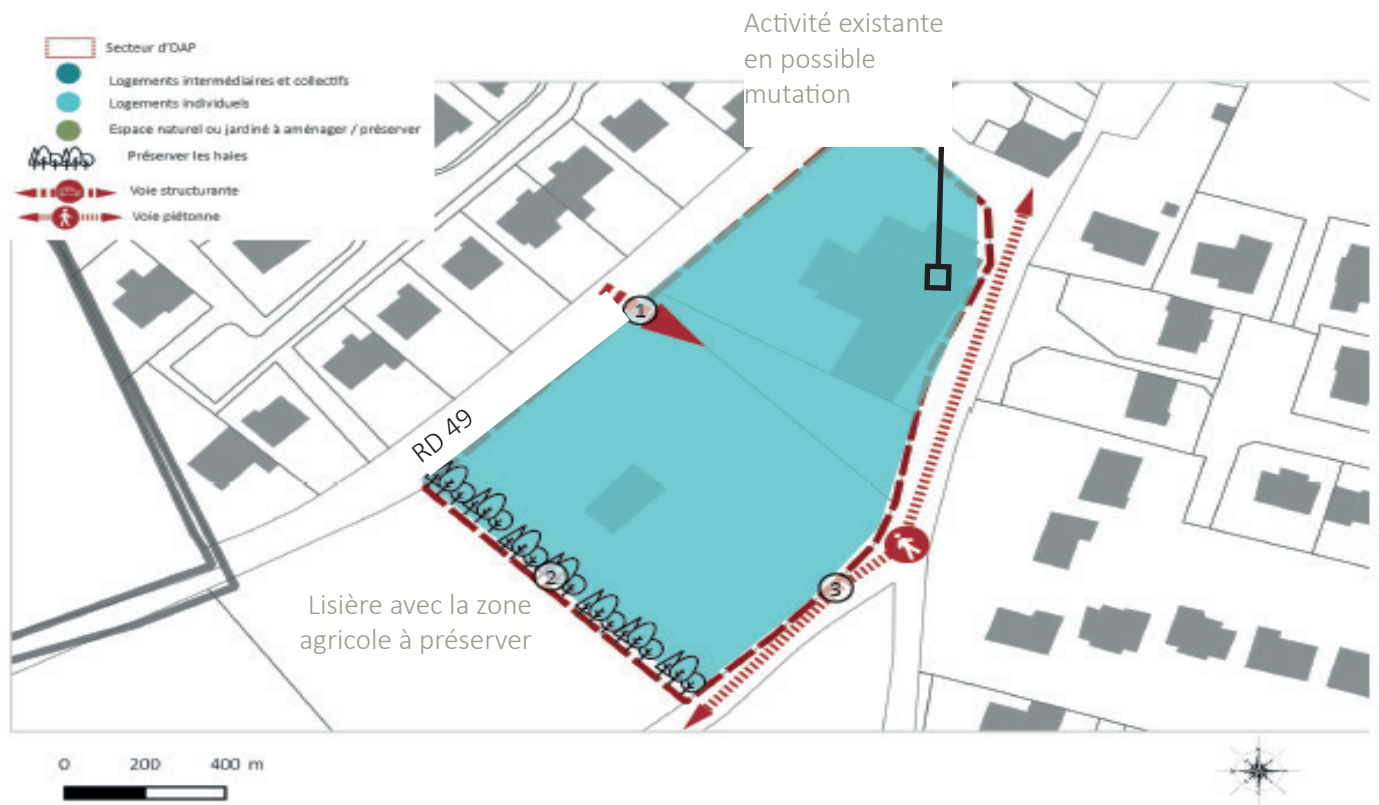 Activité existante
en possible
mutation
Secteur d'OAP
Logements intermédiaires et collectifs
Logements individuels
Espace naturel ou jardiné à aménager / préserver
Préserver les haies
Voie structurante
Voie piétonne
1
RD 49
2
3
Lisière avec la zone
agricole à préserver
0 200 400 m